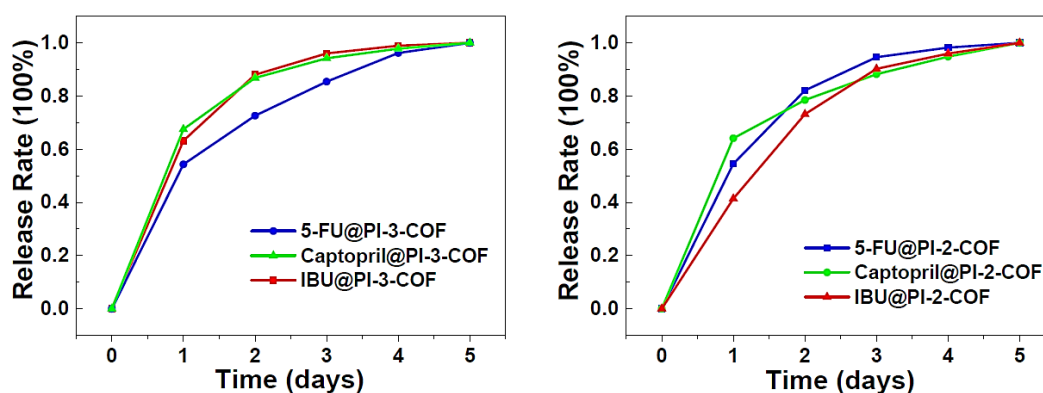 Release Rate (100%)
1.0
0.8
0.6
0.4
0.2
0.0
5-FU@PI-3-COF
Captopril@PI-3-COF
IBU@PI-3-COF
0 1 2 3 4 5
Time (days)
Release Rate (100%)
1.0
0.8
0.6
0.4
0.2
0.0
5-FU@PI-2-COF
Captopril@PI-2-COF
IBU@PI-2-COF
0 1 2 3 4 5
Time (days)